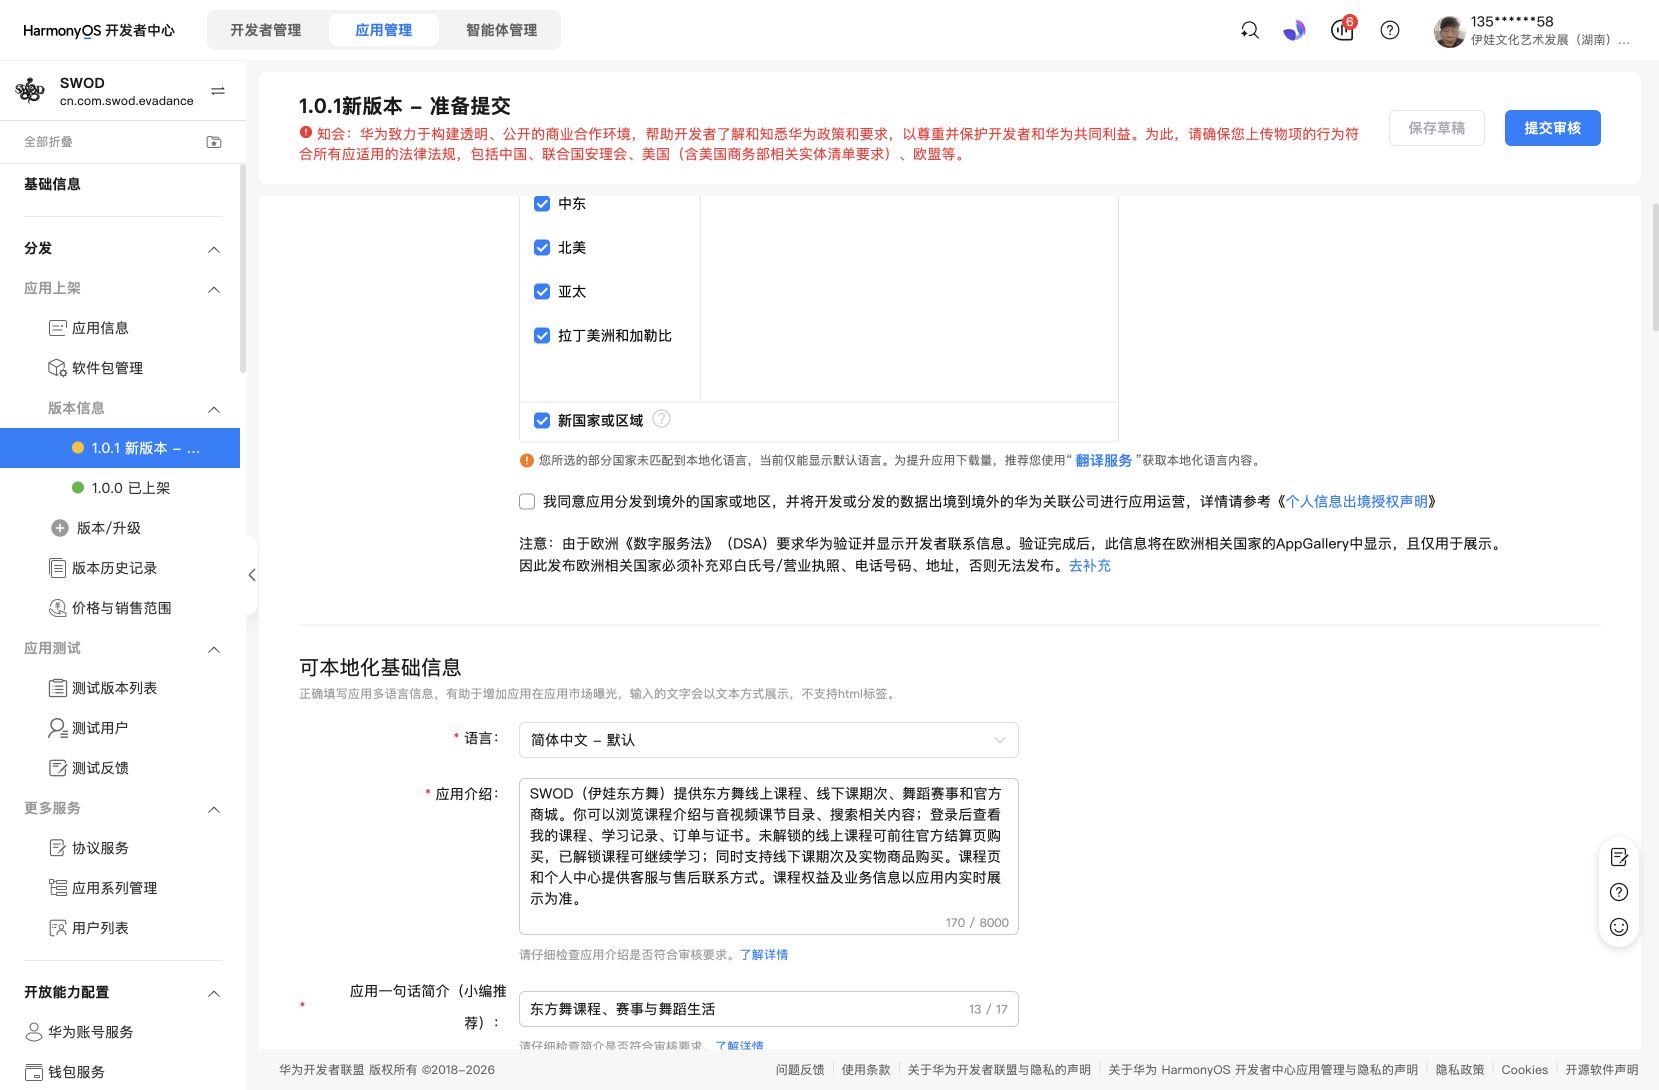 HarmonyOS 开发者中心
开发者管理
应用管理
智能体管理
6
135******58
伊娃文化艺术发展（湖南）...
SWOD
cn.com.swod.evadance
全部折叠
基础信息
分发
应用上架
应用信息
软件包管理
版本信息
1.0.1 新版本 – ...
1.0.0 已上架
版本/升级
版本历史记录
价格与销售范围
应用测试
测试版本列表
测试用户
测试反馈
更多服务
协议服务
应用系列管理
用户列表
开放能力配置
华为账号服务
钱包服务
1.0.1新版本 – 准备提交
知会：华为致力于构建透明、公开的商业合作环境，帮助开发者了解和知悉华为政策和要求，以尊重并保护开发者和华为共同利益。为此，请确保您上传物项的行为符
合所有应适用的法律法规，包括中国、联合国安理会、美国（含美国商务部相关实体清单要求）、欧盟等。
保存草稿
提交审核
中东
北美
亚太
拉丁美洲和加勒比
新国家或区域
您所选的部分国家未匹配到本地化语言，当前仅能显示默认语言。为提升应用下载量，推荐您使用“ 翻译服务 ”获取本地化语言内容。
我同意应用分发到境外的国家或地区，并将开发或分发的数据出境到境外的华为关联公司进行应用运营，详情请参考《个人信息出境授权声明》
注意：由于欧洲《数字服务法》（DSA）要求华为验证并显示开发者联系信息。验证完成后，此信息将在欧洲相关国家的AppGallery中显示，且仅用于展示。
因此发布欧洲相关国家必须补充邓白氏号/营业执照、电话号码、地址，否则无法发布。去补充
可本地化基础信息
正确填写应用多语言信息，有助于增加应用在应用市场曝光，输入的文字会以文本方式展示，不支持html标签。
* 语言：
简体中文 – 默认
* 应用介绍：
SWOD（伊娃东方舞）提供东方舞线上课程、线下课期次、舞蹈赛事和官方
商城。你可以浏览课程介绍与音视频课节目录、搜索相关内容；登录后查看
我的课程、学习记录、订单与证书。未解锁的线上课程可前往官方结算页购
买，已解锁课程可继续学习；同时支持线下课期次及实物商品购买。课程页
和个人中心提供客服与售后联系方式。课程权益及业务信息以应用内实时展
示为准。
170 / 8000
请仔细检查应用介绍是否符合审核要求。了解详情
* 应用一句话简介（小编推
荐）：
东方舞课程、赛事与舞蹈生活
13 / 17
请仔细检查简介是否符合审核要求。了解详情
华为开发者联盟 版权所有 ©2018-2026
问题反馈
使用条款
关于华为开发者联盟与隐私的声明
关于华为 HarmonyOS 开发者中心应用管理与隐私的声明
隐私政策
Cookies
开源软件声明